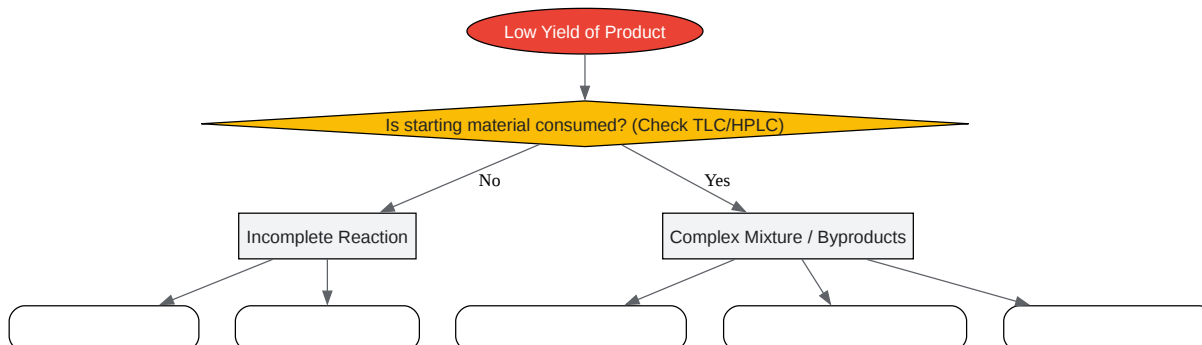 Low Yield of Product
Is starting material consumed? (Check TLC/HPLC)
No
Yes
Incomplete Reaction
Complex Mixture / Byproducts